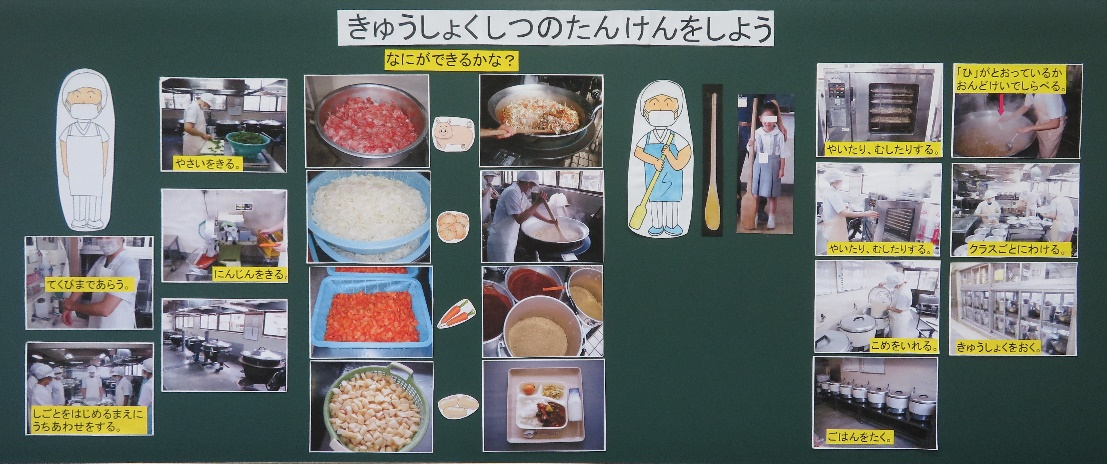 きゅうしょくしつのたんけんをしよう
なにができるかな？
やさいをきる。
にんじんをきる。
てくびまであらう。
しごとをはじめるまえに
うちあわせをする。
やいたり、むしたりする。
「ひ」がとおっているか
おんどけいでしらべる。
やいたり、むしたりする。
クラスごとにわける。
こめをいれる。
きゅうしょくをおく。
ごはんをたく。